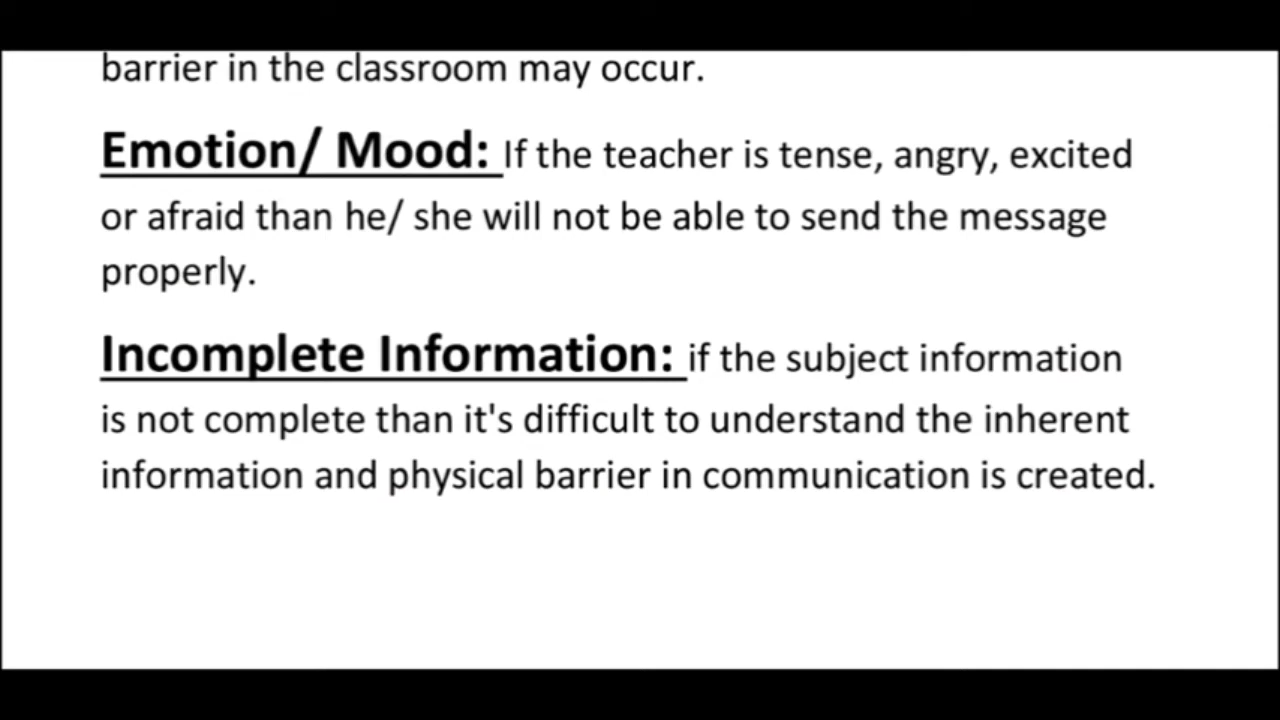 barrier in the classroom may occur.
Emotion/ Mood: If the teacher is tense, angry, excited
or afraid than he/ she will not be able to send the message
properly.
Incomplete Information: if the subject information
is not complete than it's difficult to understand the inherent
information and physical barrier in communication is created.